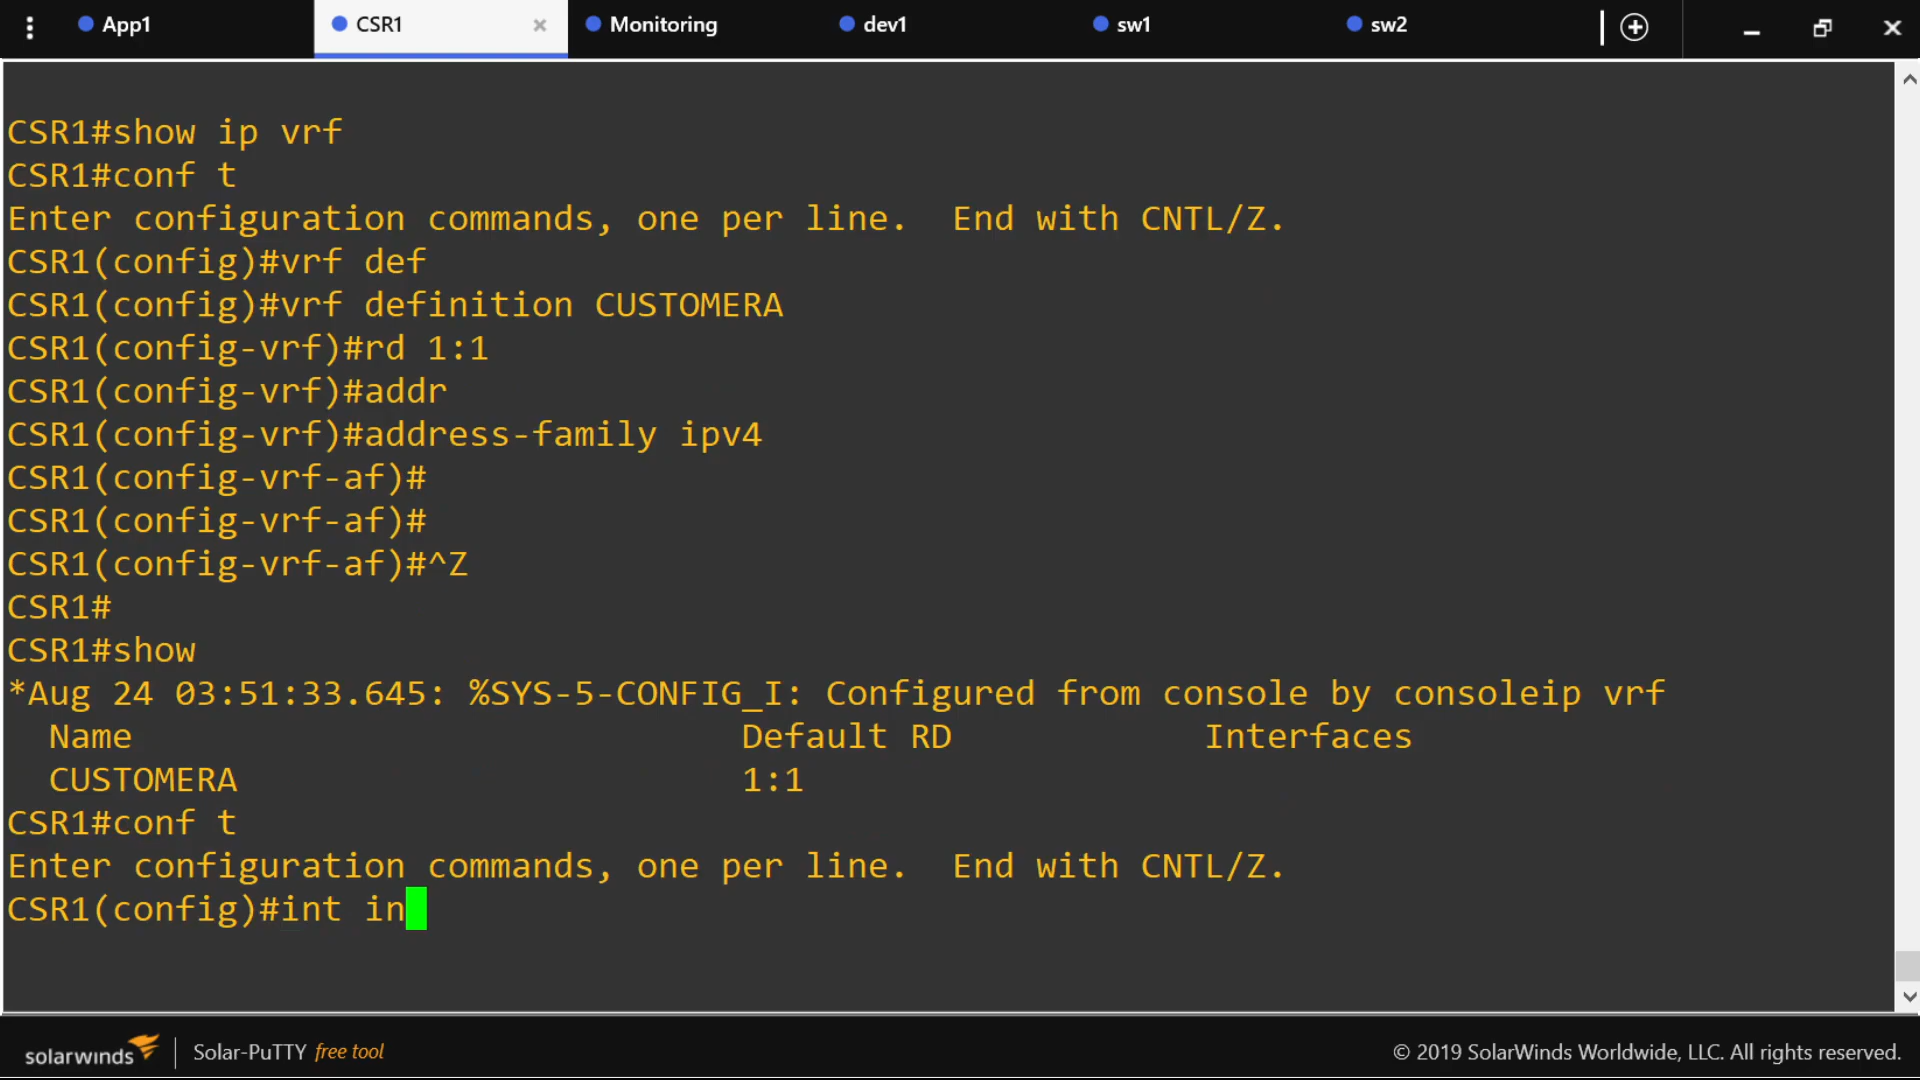 App1
CSR1
Monitoring
dev1
sw1
sw2
CSR1#show ip vrf
CSR1#conf t
Enter configuration commands, one per line.  End with CNTL/Z.
CSR1(config)#vrf def
CSR1(config)#vrf definition CUSTOMERA
CSR1(config-vrf)#rd 1:1
CSR1(config-vrf)#addr
CSR1(config-vrf)#address-family ipv4
CSR1(config-vrf-af)#
CSR1(config-vrf-af)#
CSR1(config-vrf-af)#^Z
CSR1#
CSR1#show
*Aug 24 03:51:33.645: %SYS-5-CONFIG_I: Configured from console by consoleip vrf
Name Default RD Interfaces
CUSTOMERA 1:1
CSR1#conf t
Enter configuration commands, one per line.  End with CNTL/Z.
CSR1(config)#int in
solarwinds Solar-PuTTY free tool © 2019 SolarWinds Worldwide, LLC. All rights reserved.